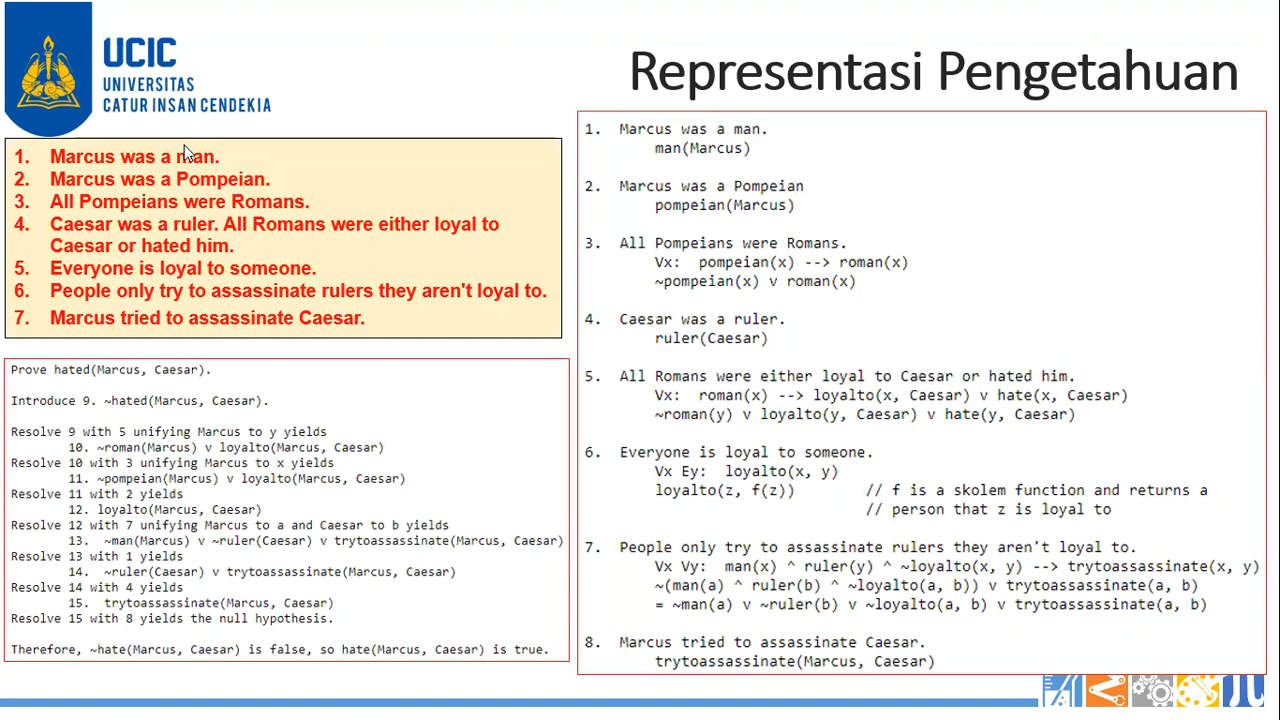 UCIC
UNIVERSITAS
CATUR INSAN CENDEKIA
Representasi Pengetahuan
1. Marcus was a man.
2. Marcus was a Pompeian.
3. All Pompeians were Romans.
4. Caesar was a ruler. All Romans were either loyal to
Caesar or hated him.
5. Everyone is loyal to someone.
6. People only try to assassinate rulers they aren't loyal to.
7. Marcus tried to assassinate Caesar.
Prove hated(Marcus, Caesar).
Introduce 9. ~hated(Marcus, Caesar).
Resolve 9 with 5 unifying Marcus to y yields
10. ~roman(Marcus) v loyalto(Marcus, Caesar)
Resolve 10 with 3 unifying Marcus to x yields
11. ~pompeian(Marcus) v loyalto(Marcus, Caesar)
Resolve 11 with 2 yields
12. loyalto(Marcus, Caesar)
Resolve 12 with 7 unifying Marcus to a and Caesar to b yields
13. ~man(Marcus) v ~ruler(Caesar) v trytoassassinate(Marcus, Caesar)
Resolve 13 with 1 yields
14. ~ruler(Caesar) v trytoassassinate(Marcus, Caesar)
Resolve 14 with 4 yields
15. trytoassassinate(Marcus, Caesar)
Resolve 15 with 8 yields the null hypothesis.
Therefore, ~hate(Marcus, Caesar) is false, so hate(Marcus, Caesar) is true.
1. Marcus was a man.
man(Marcus)
2. Marcus was a Pompeian
pompeian(Marcus)
3. All Pompeians were Romans.
Vx: pompeian(x) --> roman(x)
~pompeian(x) v roman(x)
4. Caesar was a ruler.
ruler(Caesar)
5. All Romans were either loyal to Caesar or hated him.
Vx: roman(x) --> loyalto(x, Caesar) v hate(x, Caesar)
~roman(y) v loyalto(y, Caesar) v hate(y, Caesar)
6. Everyone is loyal to someone.
Vx Ey: loyalto(x, y)
loyalto(z, f(z)) // f is a skolem function and returns a
// person that z is loyal to
7. People only try to assassinate rulers they aren't loyal to.
Vx Vy: man(x) ^ ruler(y) ^ ~loyalto(x, y) --> trytoassassinate(x, y)
~(man(a) ^ ruler(b) ^ ~loyalto(a, b)) v trytoassassinate(a, b)
= ~man(a) v ~ruler(b) v ~loyalto(a, b) v trytoassassinate(a, b)
8. Marcus tried to assassinate Caesar.
trytoassassinate(Marcus, Caesar)